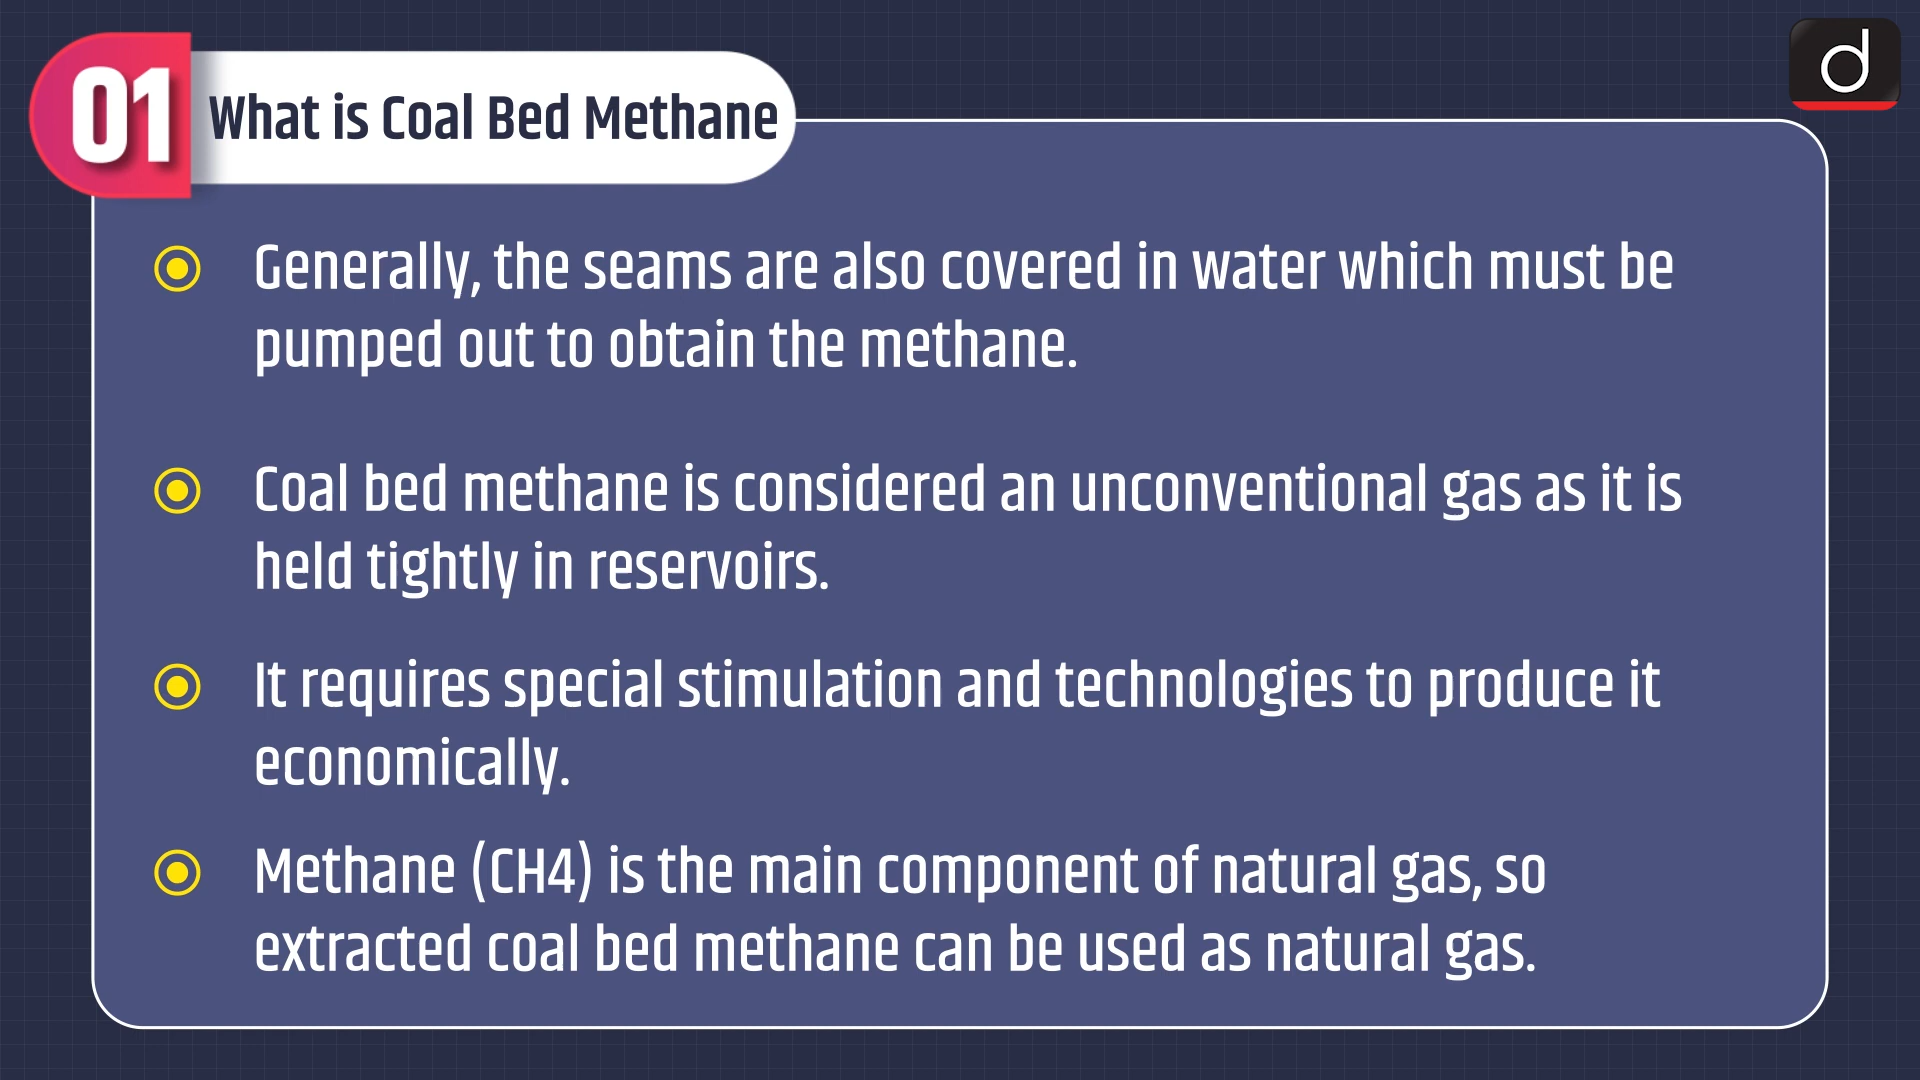 01
What is Coal Bed Methane
d
Generally, the seams are also covered in water which must be
pumped out to obtain the methane.
Coal bed methane is considered an unconventional gas as it is
held tightly in reservoirs.
It requires special stimulation and technologies to produce it
economically.
Methane (CH4) is the main component of natural gas, so
extracted coal bed methane can be used as natural gas.